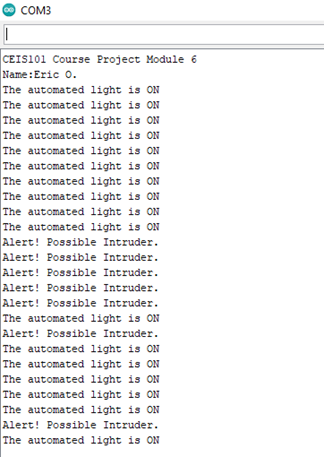 COM3
CEIS101 Course Project Module 6
Name:Eric O.
The automated light is ON
The automated light is ON
The automated light is ON
The automated light is ON
The automated light is ON
The automated light is ON
The automated light is ON
The automated light is ON
The automated light is ON
The automated light is ON
Alert! Possible Intruder.
Alert! Possible Intruder.
Alert! Possible Intruder.
Alert! Possible Intruder.
Alert! Possible Intruder.
The automated light is ON
Alert! Possible Intruder.
The automated light is ON
The automated light is ON
The automated light is ON
The automated light is ON
The automated light is ON
Alert! Possible Intruder.
The automated light is ON